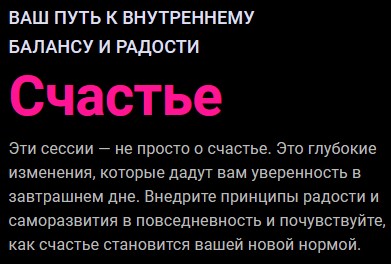 ВАШ ПУТЬ К ВНУТРЕННЕМУ
БАЛАНСУ И РАДОСТИ
Счастье
Эти сессии — не просто о счастье. Это глубокие
изменения, которые дадут вам уверенность в
завтрашнем дне. Внедрите принципы радости и
саморазвития в повседневность и почувствуйте,
как счастье становится вашей новой нормой.